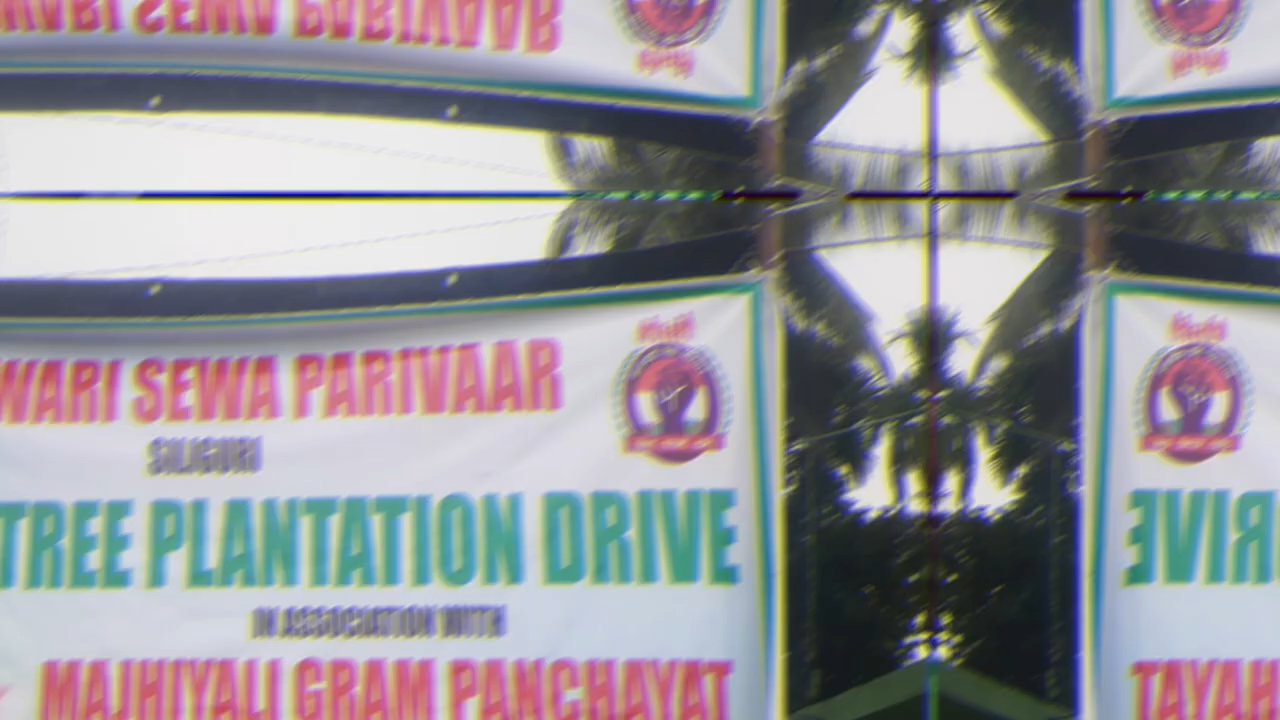 WARI SEWA PARIVAAR
SILIGURI
TREE PLANTATION DRIVE
IN ASSOCIATION WITH
MAJHIYALI GRAM PANCHAYAT